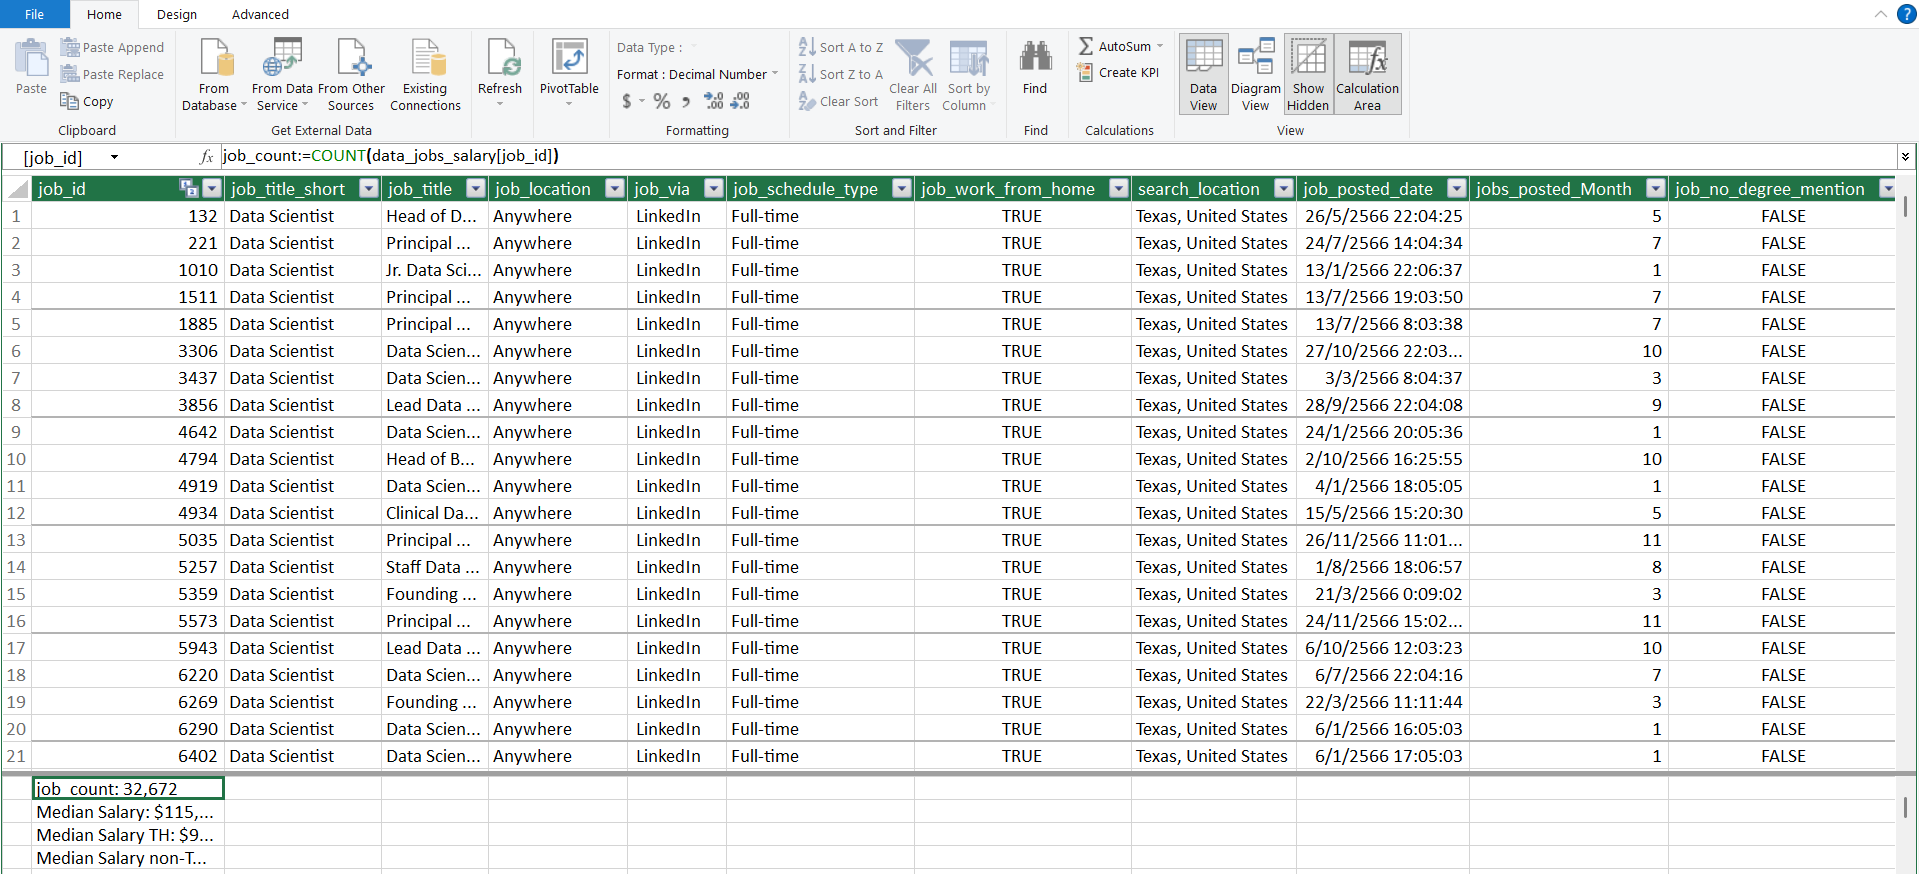 File Home Design Advanced
Paste Paste Append Paste Replace Copy Clipboard
From Database From Data Service From Other Sources Existing Connections Get External Data
Refresh
PivotTable
Data Type :
Format : Decimal Number
$ % , .00 .00
Formatting
Sort A to Z Sort Z to A Clear Sort Clear All Filters Sort by Column Sort and Filter
Find Find
AutoSum Create KPI Calculations
Data View Diagram View Show Hidden Calculation Area View
[job_id] fx job_count:=COUNT(data_jobs_salary[job_id])
job_id job_title_short job_title job_location job_via job_schedule_type job_work_from_home search_location job_posted_date jobs_posted_Month job_no_degree_mention
1 132 Data Scientist Head of D... Anywhere LinkedIn Full-time TRUE Texas, United States 26/5/2566 22:04:25 5 FALSE
2 221 Data Scientist Principal ... Anywhere LinkedIn Full-time TRUE Texas, United States 24/7/2566 14:04:34 7 FALSE
3 1010 Data Scientist Jr. Data Sci... Anywhere LinkedIn Full-time TRUE Texas, United States 13/1/2566 22:06:37 1 FALSE
4 1511 Data Scientist Principal ... Anywhere LinkedIn Full-time TRUE Texas, United States 13/7/2566 19:03:50 7 FALSE
5 1885 Data Scientist Principal ... Anywhere LinkedIn Full-time TRUE Texas, United States 13/7/2566 8:03:38 7 FALSE
6 3306 Data Scientist Data Scien... Anywhere LinkedIn Full-time TRUE Texas, United States 27/10/2566 22:03... 10 FALSE
7 3437 Data Scientist Data Scien... Anywhere LinkedIn Full-time TRUE Texas, United States 3/3/2566 8:04:37 3 FALSE
8 3856 Data Scientist Lead Data ... Anywhere LinkedIn Full-time TRUE Texas, United States 28/9/2566 22:04:08 9 FALSE
9 4642 Data Scientist Data Scien... Anywhere LinkedIn Full-time TRUE Texas, United States 24/1/2566 20:05:36 1 FALSE
10 4794 Data Scientist Head of B... Anywhere LinkedIn Full-time TRUE Texas, United States 2/10/2566 16:25:55 10 FALSE
11 4919 Data Scientist Data Scien... Anywhere LinkedIn Full-time TRUE Texas, United States 4/1/2566 18:05:05 1 FALSE
12 4934 Data Scientist Clinical Da... Anywhere LinkedIn Full-time TRUE Texas, United States 15/5/2566 15:20:30 5 FALSE
13 5035 Data Scientist Principal ... Anywhere LinkedIn Full-time TRUE Texas, United States 26/11/2566 11:01... 11 FALSE
14 5257 Data Scientist Staff Data ... Anywhere LinkedIn Full-time TRUE Texas, United States 1/8/2566 18:06:57 8 FALSE
15 5359 Data Scientist Founding ... Anywhere LinkedIn Full-time TRUE Texas, United States 21/3/2566 0:09:02 3 FALSE
16 5573 Data Scientist Principal ... Anywhere LinkedIn Full-time TRUE Texas, United States 24/11/2566 15:02... 11 FALSE
17 5943 Data Scientist Lead Data ... Anywhere LinkedIn Full-time TRUE Texas, United States 6/10/2566 12:03:23 10 FALSE
18 6220 Data Scientist Data Scien... Anywhere LinkedIn Full-time TRUE Texas, United States 6/7/2566 22:04:16 7 FALSE
19 6269 Data Scientist Founding ... Anywhere LinkedIn Full-time TRUE Texas, United States 22/3/2566 11:11:44 3 FALSE
20 6290 Data Scientist Data Scien... Anywhere LinkedIn Full-time TRUE Texas, United States 6/1/2566 16:05:03 1 FALSE
21 6402 Data Scientist Data Scien... Anywhere LinkedIn Full-time TRUE Texas, United States 6/1/2566 17:05:03 1 FALSE
job_count: 32,672
Median Salary: $115,...
Median Salary TH: $9...
Median Salary non-T...